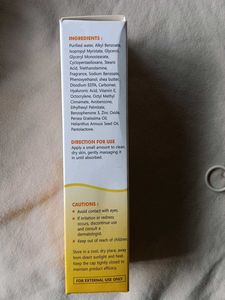 INGREDIENTS :
Purified water, Alkyl Benzoate,
Isopropyl Myristate, Glycerol,
Glyceryl Monostearate,
Cyclopentasiloxane, Stearic
Acid, Triethanolamine,
Fragrance, Sodium Benzoate,
Phenoxyethanol, shea butter,
Disodium EDTA, Carbomer,
Hyaluronic Acid, Vitamin E,
Octocrylene, Octyl Methyl
Cinnamate, Avobenzone,
Ethylhexyl Palmitate,
Benzophenone 3, Zinc Oxide,
Persea Gratissima Oil,
Helianthus Annuus Seed Oil,
Pantolactone.
DIRECTION FOR USE
Apply a small amount to clean,
dry skin, gently massaging it
in until absorbed.
CAUTIONS :
• Avoid contact with eyes.
• If irritation or redness
occurs, discontinue use
and consult a
dermatologist.
• Keep out of reach of children.
Store in a cool, dry place, away
from direct sunlight and heat.
Keep the cap tightly closed to
maintain product efficacy.
FOR EXTERNAL USE ONLY